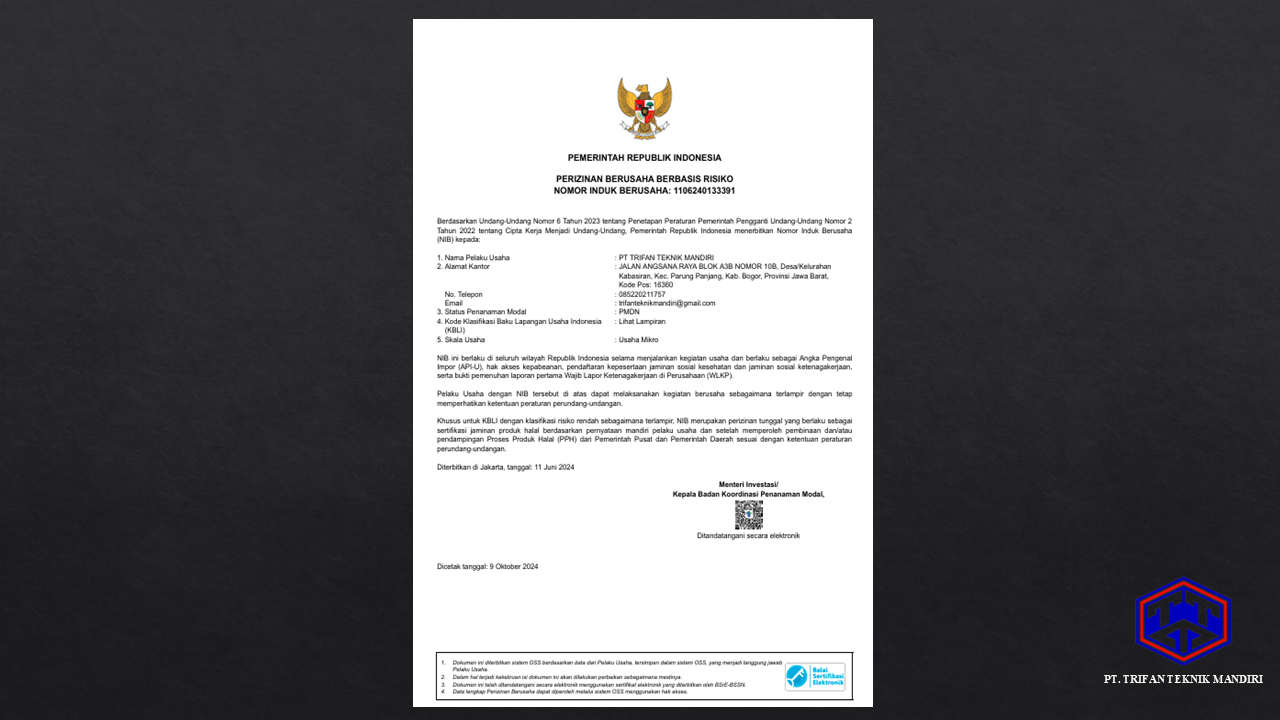 PEMERINTAH REPUBLIK INDONESIA
PERIZINAN BERUSAHA BERBASIS RISIKO
NOMOR INDUK BERUSAHA: 1106240133391
Berdasarkan Undang-Undang Nomor 6 Tahun 2023 tentang Penetapan Peraturan Pemerintah Pengganti Undang-Undang Nomor 2
Tahun 2022 tentang Cipta Kerja Menjadi Undang-Undang, Pemerintah Republik Indonesia menerbitkan Nomor Induk Berusaha
(NIB) kepada:
1. Nama Pelaku Usaha : PT TRIFAN TEKNIK MANDIRI
2. Alamat Kantor : JALAN ANGSANA RAYA BLOK A3B NOMOR 10B, Desa/Kelurahan
Kabasiran, Kec. Parung Panjang, Kab. Bogor, Provinsi Jawa Barat,
Kode Pos: 16360
No. Telepon : 085220211757
Email : trifanteknikmandiri@gmail.com
3. Status Penanaman Modal : PMDN
4. Kode Klasifikasi Baku Lapangan Usaha Indonesia : Lihat Lampiran
(KBLI)
5. Skala Usaha : Usaha Mikro
NIB ini berlaku di seluruh wilayah Republik Indonesia selama menjalankan kegiatan usaha dan berlaku sebagai Angka Pengenal
Impor (API-U), hak akses kepabeanan, pendaftaran kepesertaan jaminan sosial kesehatan dan jaminan sosial ketenagakerjaan,
serta bukti pemenuhan laporan pertama Wajib Lapor Ketenagakerjaan di Perusahaan (WLKP).
Pelaku Usaha dengan NIB tersebut di atas dapat melaksanakan kegiatan berusaha sebagaimana terlampir dengan tetap
memperhatikan ketentuan peraturan perundang-undangan.
Khusus untuk KBLI dengan klasifikasi risiko rendah sebagaimana terlampir, NIB merupakan perizinan tunggal yang berlaku sebagai
sertifikasi jaminan produk halal berdasarkan pernyataan mandiri pelaku usaha dan setelah memperoleh pembinaan dan/atau
pendampingan Proses Produk Halal (PPH) dari Pemerintah Pusat dan Pemerintah Daerah sesuai dengan ketentuan peraturan
perundang-undangan.
Diterbitkan di Jakarta, tanggal: 11 Juni 2024
Menteri Investasi/
Kepala Badan Koordinasi Penanaman Modal,
Ditandatangani secara elektronik
Dicetak tanggal: 9 Oktober 2024
1. Dokumen ini diterbitkan sistem OSS berdasarkan data dari Pelaku Usaha, tersimpan dalam sistem OSS, yang menjadi tanggung jawab
Pelaku Usaha.
2. Dalam hal terjadi kekeliruan isi dokumen ini akan dilakukan perbaikan sebagaimana mestinya.
3. Dokumen ini telah ditandatangani secara elektronik menggunakan sertifikat elektronik yang diterbitkan oleh BSrE-BSSN.
4. Data lengkap Perizinan Berusaha dapat diperoleh melalui sistem OSS menggunakan hak akses.
Balai
Sertifikasi
Elektronik
PT. TRIFAN TEKNIK MANDIRI